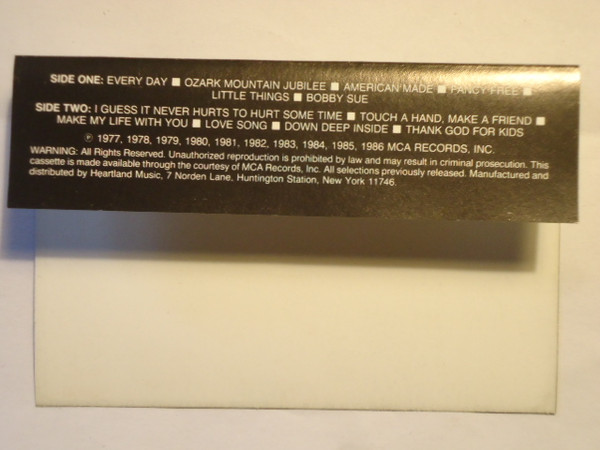 SIDE ONE: EVERY DAY ■ OZARK MOUNTAIN JUBILEE ■ AMERICAN MADE ■ FANCY FREE ■
LITTLE THINGS ■ BOBBY SUE
SIDE TWO: I GUESS IT NEVER HURTS TO HURT SOME TIME ■ TOUCH A HAND, MAKE A FRIEND ■
MAKE MY LIFE WITH YOU ■ LOVE SONG ■ DOWN DEEP INSIDE ■ THANK GOD FOR KIDS
℗ 1977, 1978, 1979, 1980, 1981, 1982, 1983, 1984, 1985, 1986 MCA RECORDS, INC.
WARNING: All Rights Reserved. Unauthorized reproduction is prohibited by law and may result in criminal prosecution. This
cassette is made available through the courtesy of MCA Records, Inc. All selections previously released. Manufactured and
distributed by Heartland Music, 7 Norden Lane, Huntington Station, New York 11746.